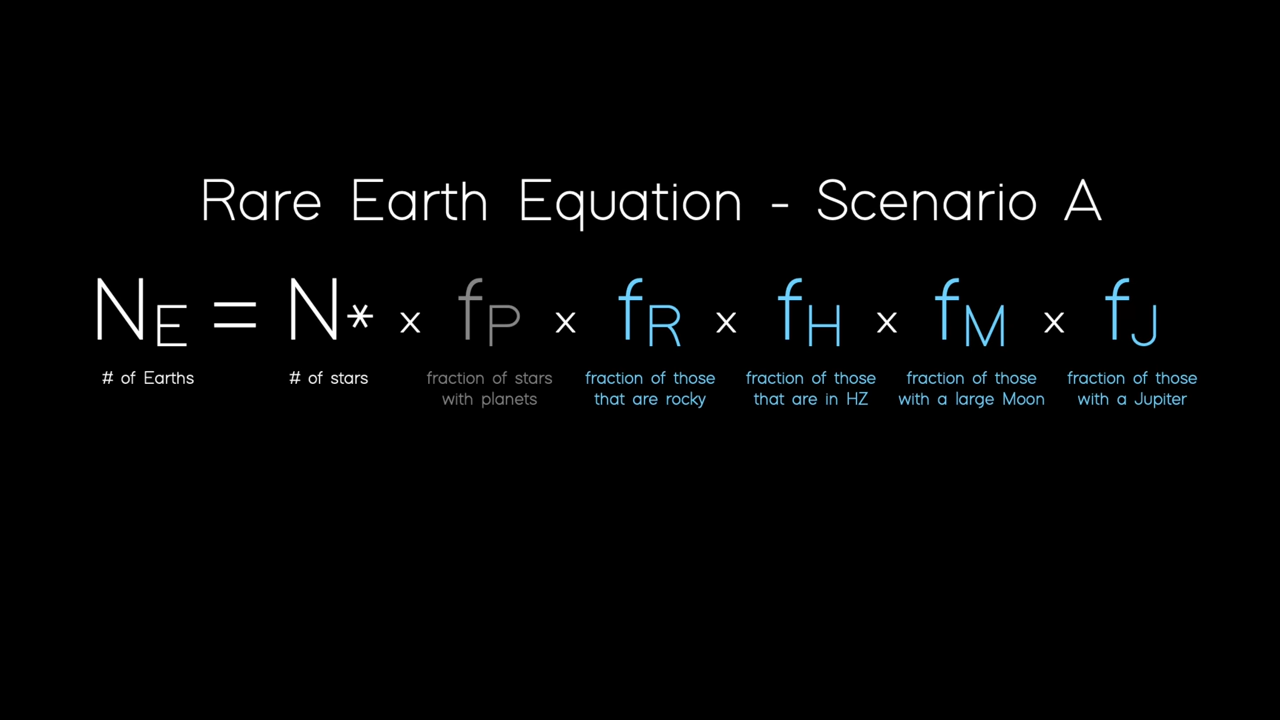 Rare Earth Equation - Scenario A
NE = N* x fP x fR x fH x fM x fJ
# of Earths # of stars fraction of stars fraction of those fraction of those fraction of those fraction of those
with planets that are rocky that are in HZ with a large Moon with a Jupiter